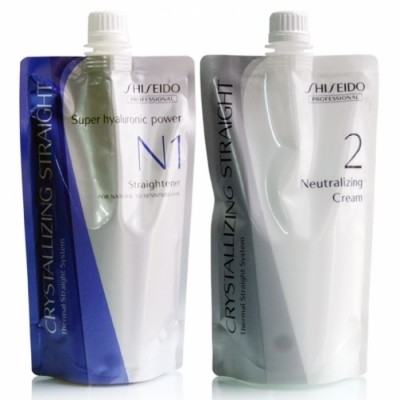 SHISEIDO
PROFESSIONAL
Super hyaluronic power
N1
Straightener
CRYSTALLIZING STRAIGHT
Thermal Straight System
SHISEIDO
PROFESSIONAL
2
Neutralizing
Cream
CRYSTALLIZING STRAIGHT
Thermal Straight System